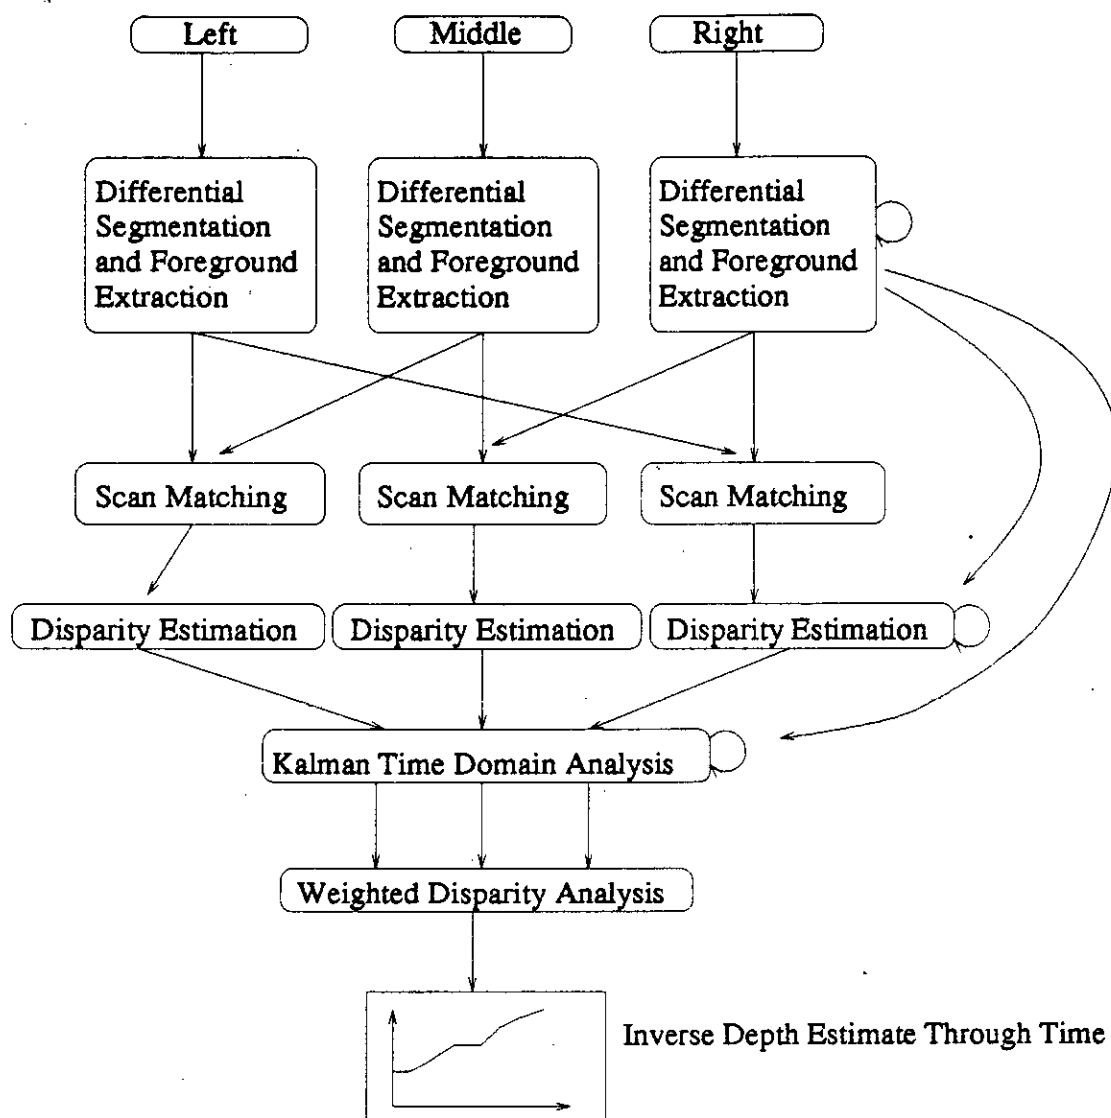 Left
Middle
Right
Differential
Segmentation
and Foreground
Extraction
Differential
Segmentation
and Foreground
Extraction
Differential
Segmentation
and Foreground
Extraction
Scan Matching
Scan Matching
Scan Matching
Disparity Estimation
Disparity Estimation
Disparity Estimation
Kalman Time Domain Analysis
Weighted Disparity Analysis
Inverse Depth Estimate Through Time